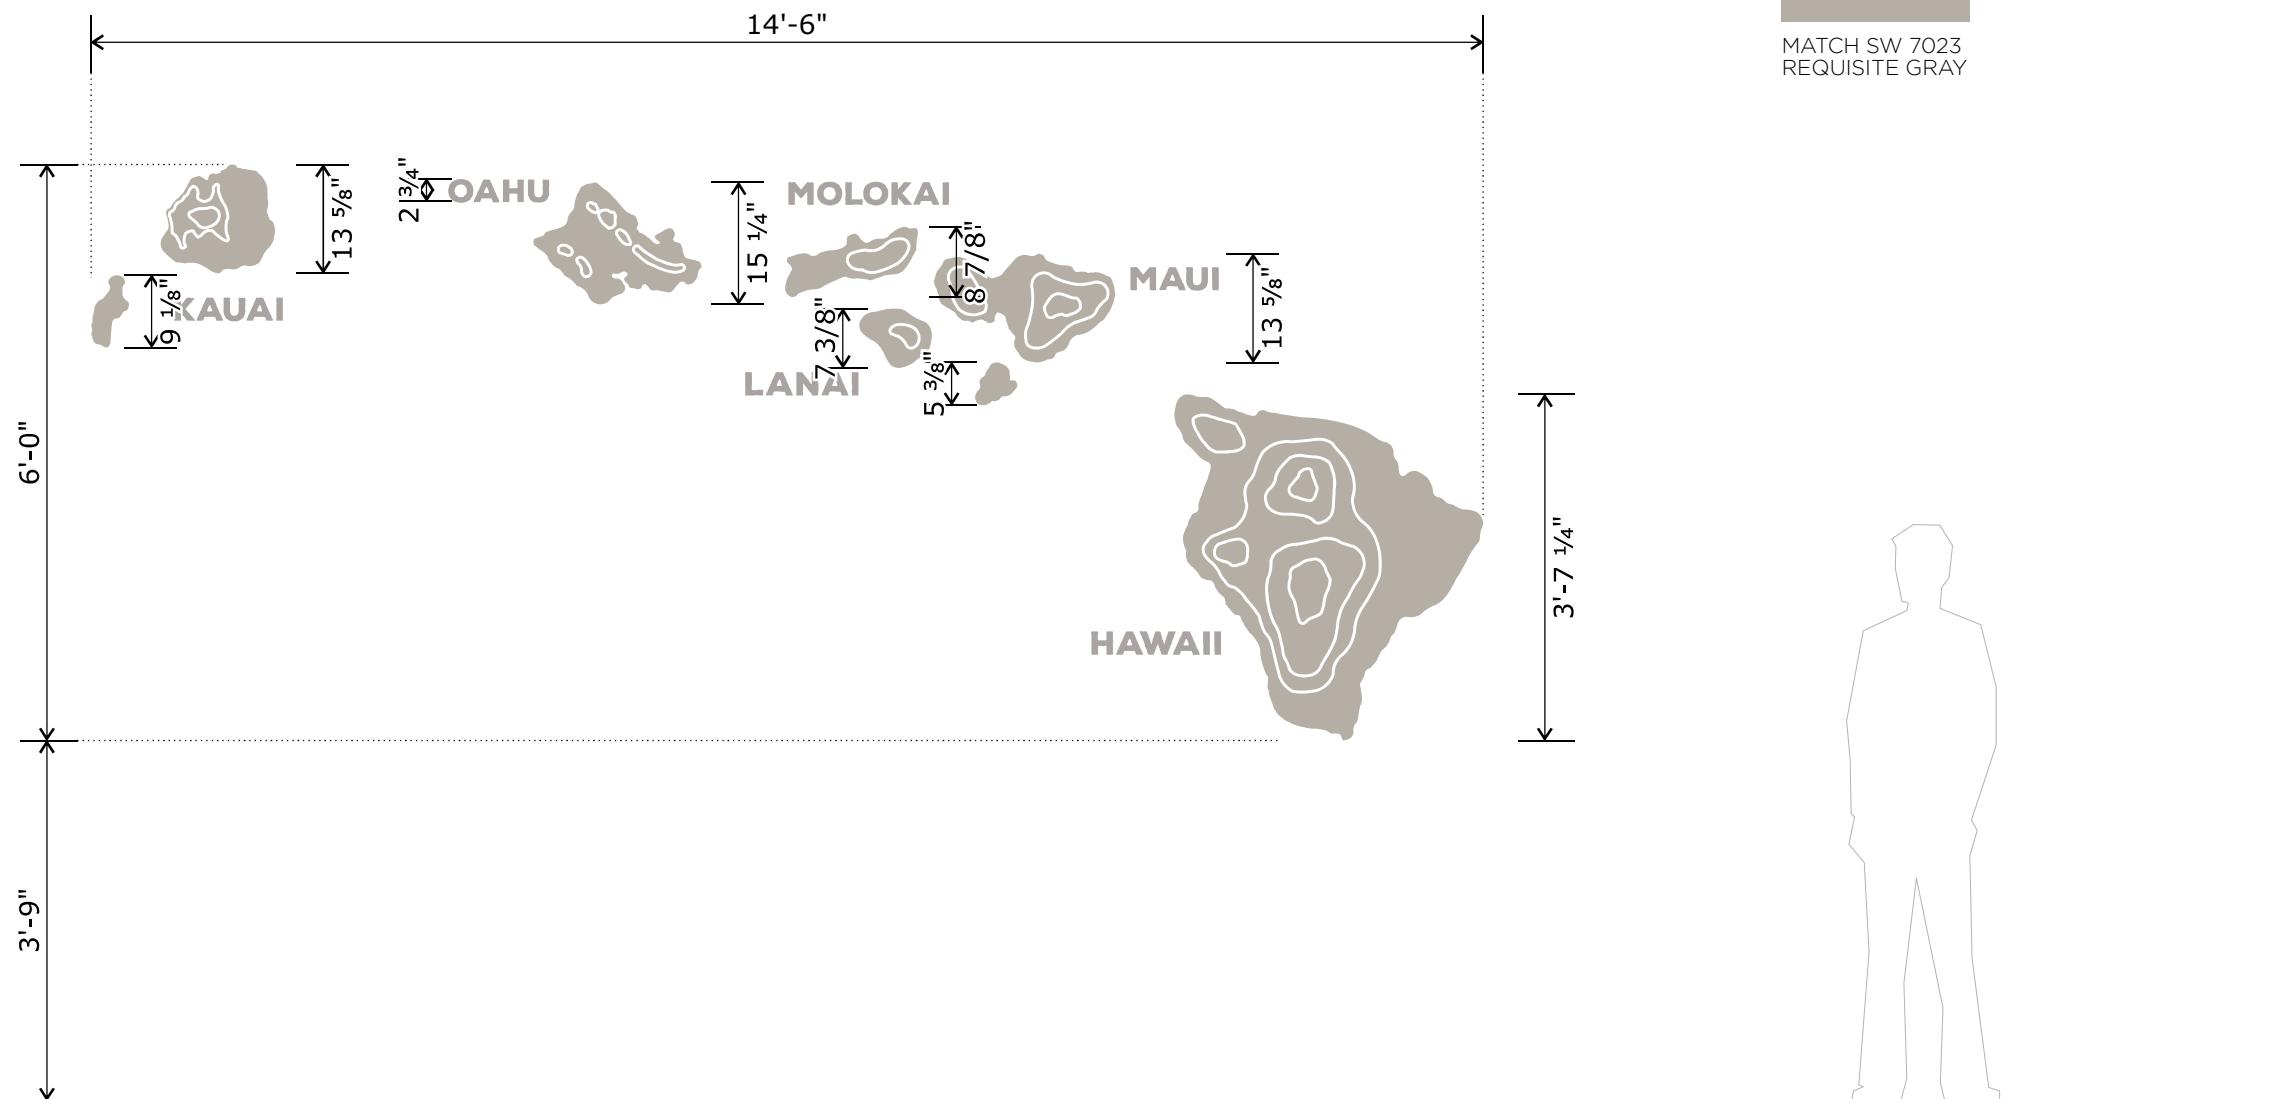 14'-6"
MATCH SW 7023
REQUISITE GRAY
2 ¾"
OAHU
MOLOKAI
13 ⅝"
15 ¼"
8 7/8"
MAUI
9 ⅛"
KAUAI
13 ⅝"
7 3/8"
LANAI
5 ⅜"
6'-0"
3'-7 ¼"
HAWAII
3'-9"